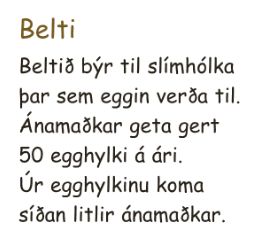 Belti
Beltið býr til slímhólka
þar sem eggin verða til.
Ánamaðkar geta gert
50 egghylki á ári.
Úr egghylkinu koma
síðan litlir ánamaðkar.